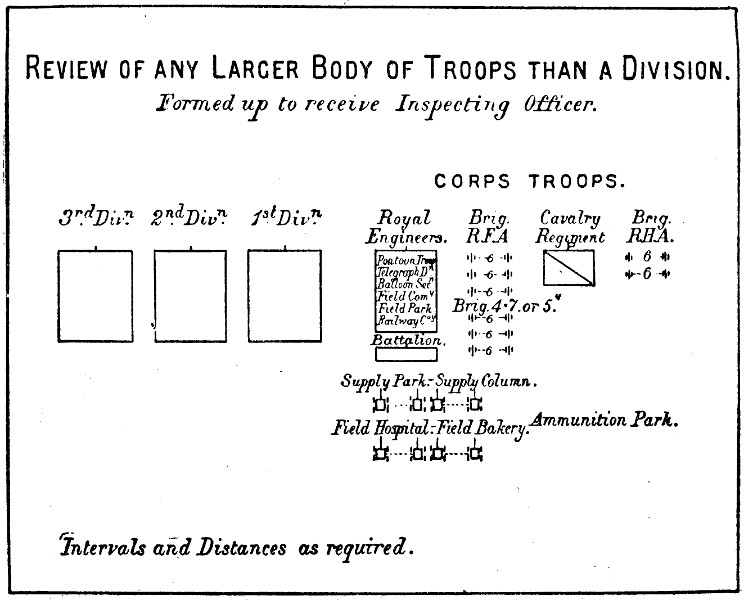 REVIEW OF ANY LARGER BODY OF TROOPS THAN A DIVISION.
Formed up to receive Inspecting Officer.
CORPS TROOPS.
3rd Divn 2nd Divn 1st Divn
Royal Engineers.
Brig. R.F.A
Cavalry Regiment
Brig. R.H.A.
Pontoon Troop
Telegraph Dn
Balloon Secn
Field Comy
Field Park
Railway Coy
6
6
6
Brig. 4·7. or 5."
6
6
6
6
Battalion.
Supply Park:-Supply Column.
Field Hospital:-Field Bakery.
Ammunition Park.
Intervals and Distances as required.